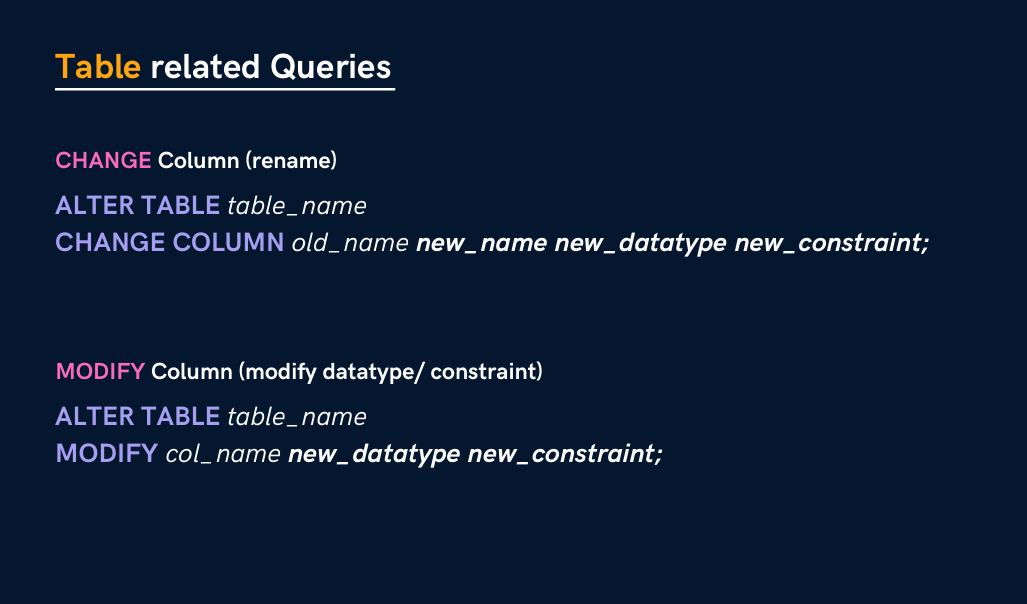 Table related Queries
CHANGE Column (rename)
ALTER TABLE table_name
CHANGE COLUMN old_name new_name new_datatype new_constraint;
MODIFY Column (modify datatype/ constraint)
ALTER TABLE table_name
MODIFY col_name new_datatype new_constraint;